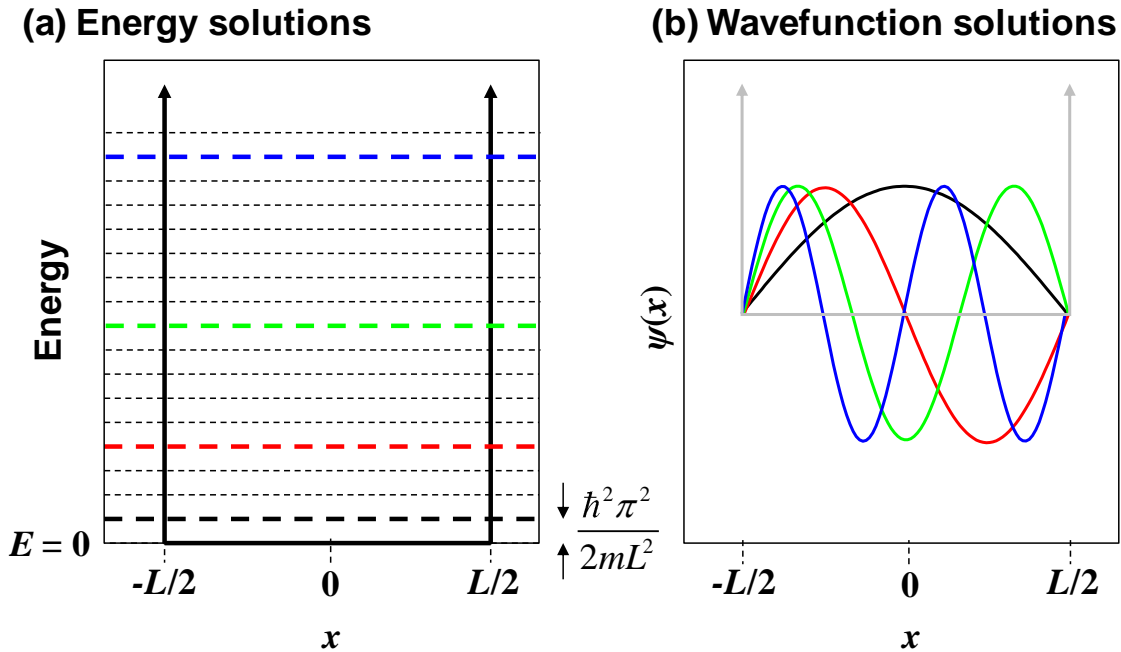 (a) Energy solutions
(b) Wavefunction solutions
Energy
E = 0
-L/2
0
L/2
x
ħ²π²
2mL²
ψ(x)
-L/2
0
L/2
x